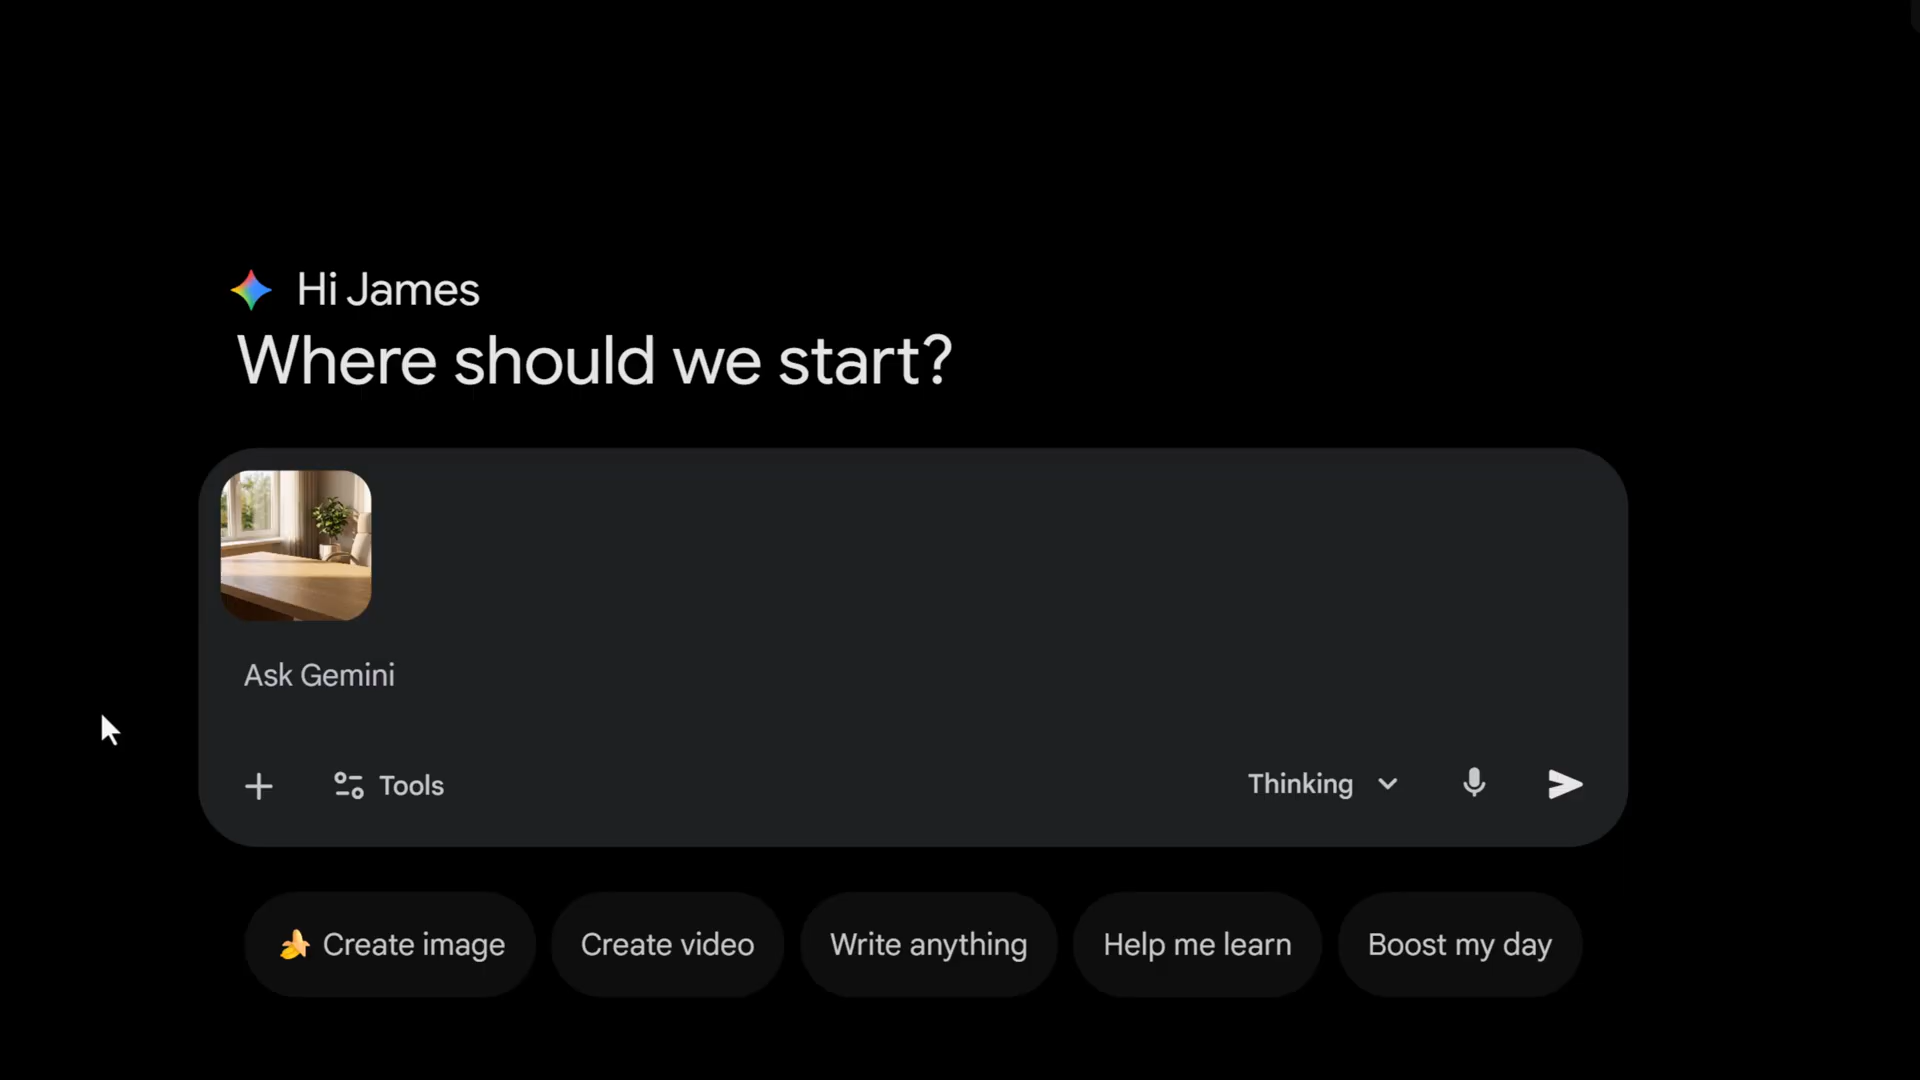 Hi James
Where should we start?
Ask Gemini
Tools
Thinking
Create image
Create video
Write anything
Help me learn
Boost my day